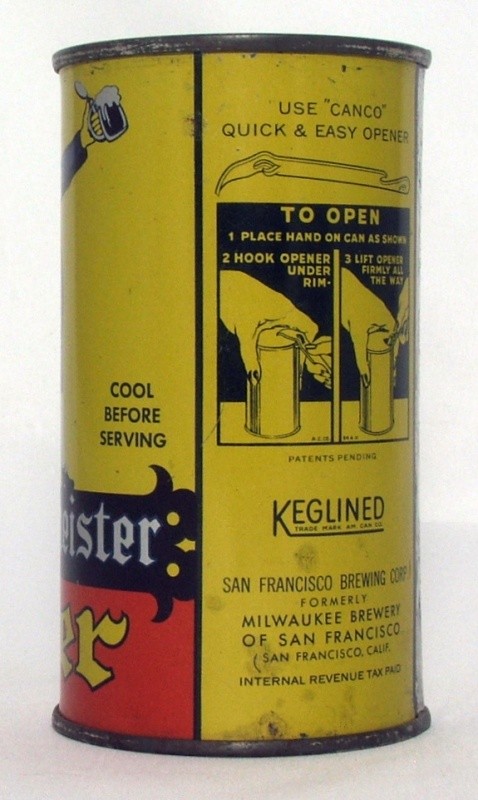 COOL
BEFORE
SERVING
eister
er
USE "CANCO"
QUICK & EASY OPENER
TO OPEN
1 PLACE HAND ON CAN AS SHOWN
2 HOOK OPENER
UNDER
RIM-
3 LIFT OPENER
FIRMLY ALL
THE WAY
PATENTS PENDING
KEGLINED
TRADE MARK AM. CAN CO.
SAN FRANCISCO BREWING CORP.
FORMERLY
MILWAUKEE BREWERY
OF SAN FRANCISCO
SAN FRANCISCO, CALIF.
INTERNAL REVENUE TAX PAID